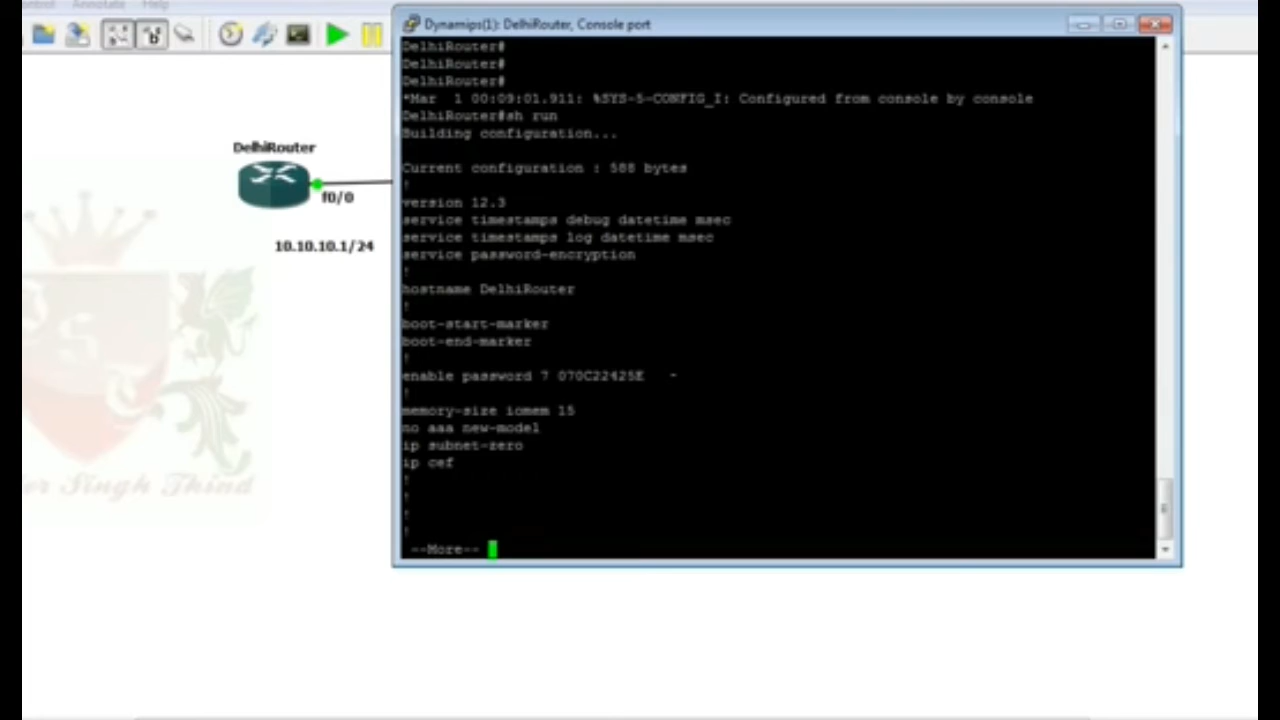 Annotate Help
Dynamips(1): DelhiRouter, Console port
DelhiRouter#
DelhiRouter#
DelhiRouter#
*Mar 1 00:09:01.911: %SYS-5-CONFIG_I: Configured from console by console
DelhiRouter#sh run
Building configuration...
Current configuration : 588 bytes
!
version 12.3
service timestamps debug datetime msec
service timestamps log datetime msec
service password-encryption
!
hostname DelhiRouter
!
boot-start-marker
boot-end-marker
!
enable password 7 070C22425E -
!
memory-size iomem 15
no aaa new-model
ip subnet-zero
ip cef
!
!
!
!
--More--
DelhiRouter
f0/0
10.10.10.1/24
Singh Thind